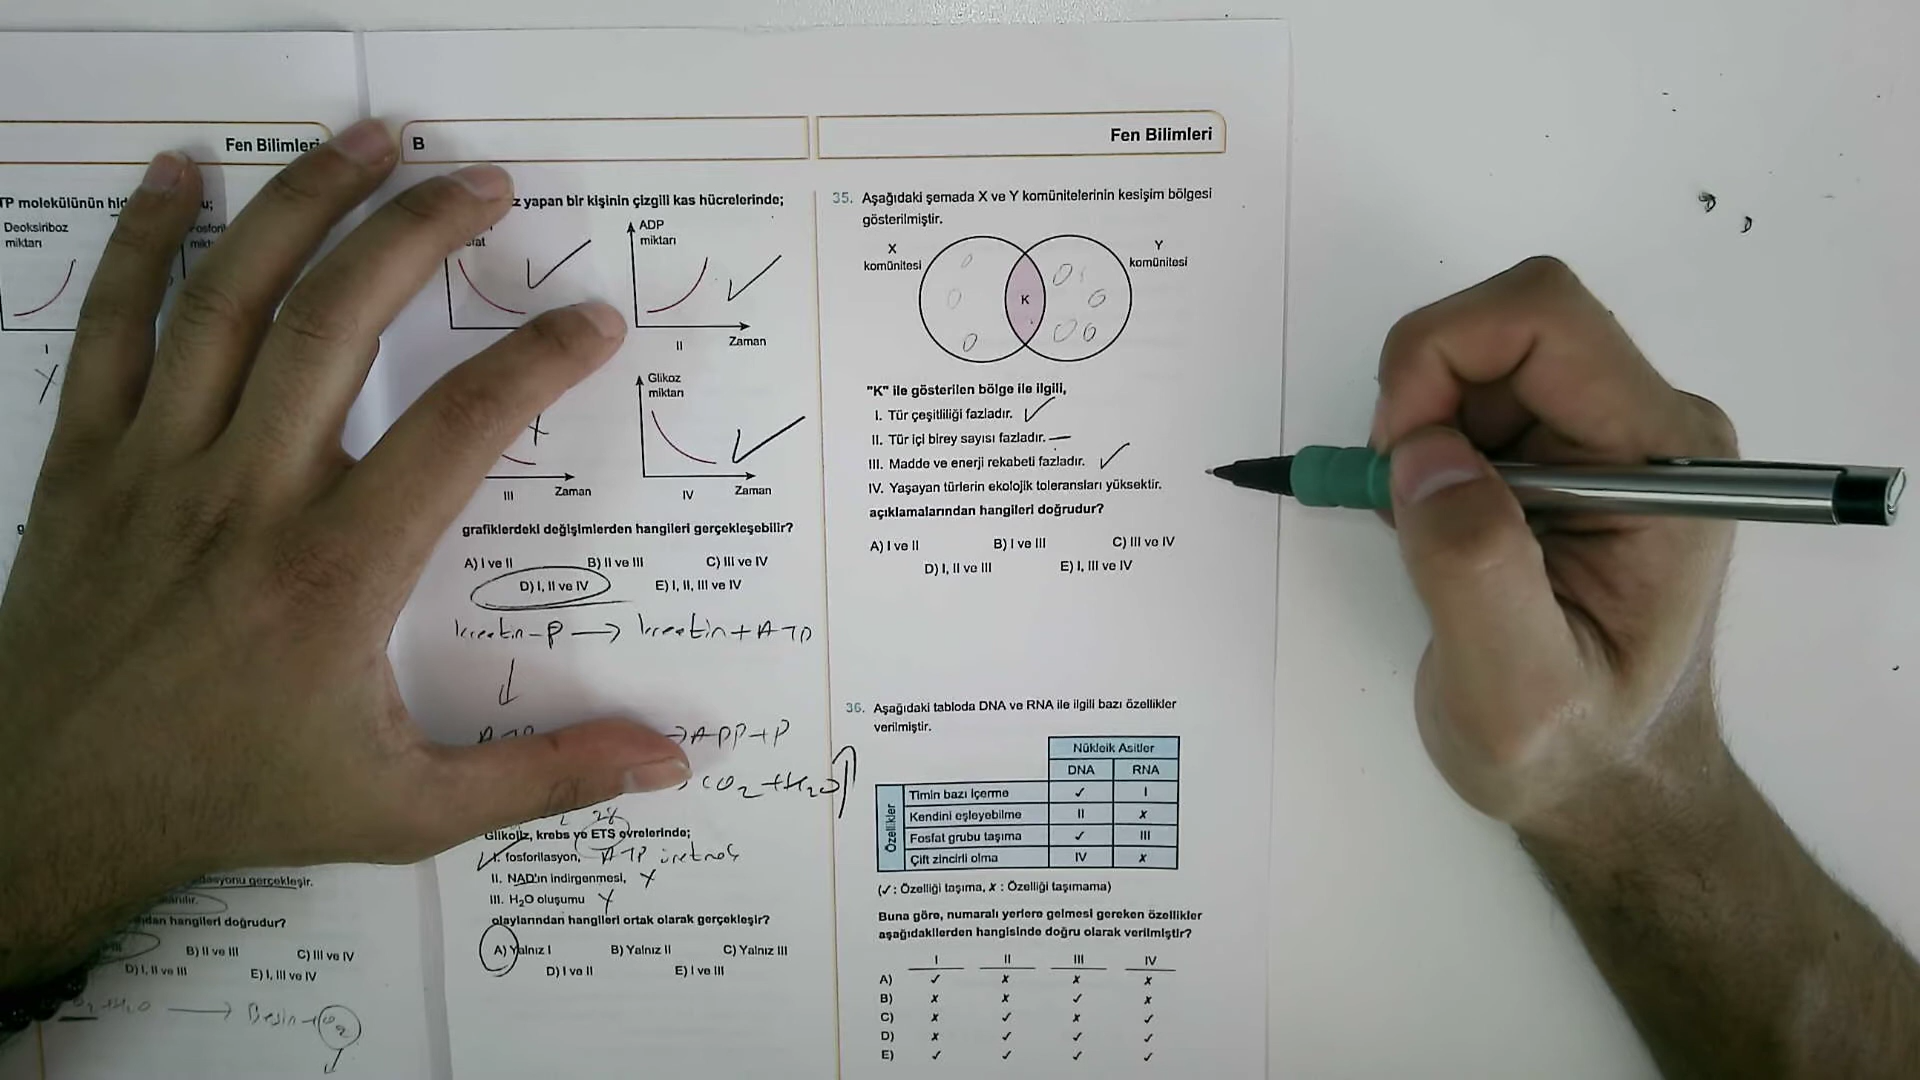 Fen Bilimleri
TP molekülünün
Deoksiriboz
miktarı
I
X
B
Fen Bilimleri
yapan bir kişinin çizgili kas hücrelerinde;
ADP
miktarı
II
Zaman
Glikoz
miktarı
III
Zaman
IV
Zaman
grafiklerdeki değişimlerden hangileri gerçekleşebilir?
A) I ve II
B) II ve III
C) III ve IV
D) I, II ve IV
E) I, II, III ve IV
kreatin-P → kreatin + ATP
→ ADP+P
CO2 + H2O
Glikoliz, krebs ve ETS evrelerinde;
I. fosforilasyon, ATP üretmek
II. NAD'ın indirgenmesi, X
III. H₂O oluşumu X
olaylarından hangileri ortak olarak gerçekleşir?
A) Yalnız I
B) Yalnız II
C) Yalnız III
D) I ve II
E) I ve III
gerçekleşir.
hangileri doğrudur?
B) II ve III
C) III ve IV
D) I, II ve III
E) I, III ve IV
→ Besin + O2
35. Aşağıdaki şemada X ve Y komünitelerinin kesişim bölgesi
gösterilmiştir.
X
komünitesi
K
Y
komünitesi
"K" ile gösterilen bölge ile ilgili,
I. Tür çeşitliliği fazladır.
II. Tür içi birey sayısı fazladır.
III. Madde ve enerji rekabeti fazladır.
IV. Yaşayan türlerin ekolojik toleransları yüksektir.
açıklamalarından hangileri doğrudur?
A) I ve II
B) I ve III
C) III ve IV
D) I, II ve III
E) I, III ve IV
36. Aşağıdaki tabloda DNA ve RNA ile ilgili bazı özellikler
verilmiştir.
Nükleik Asitler
DNA RNA
Özellikler
Timin bazı içerme ✓ I
Kendini eşleyebilme II x
Fosfat grubu taşıma ✓ III
Çift zincirli olma IV x
(✓: Özelliği taşıma, x : Özelliği taşımama)
Buna göre, numaralı yerlere gelmesi gereken özellikler
aşağıdakilerden hangisinde doğru olarak verilmiştir?
I II III IV
A) ✓ x x x
B) x x ✓ x
C) x ✓ x ✓
D) x ✓ ✓ ✓
E) ✓ ✓ ✓ ✓